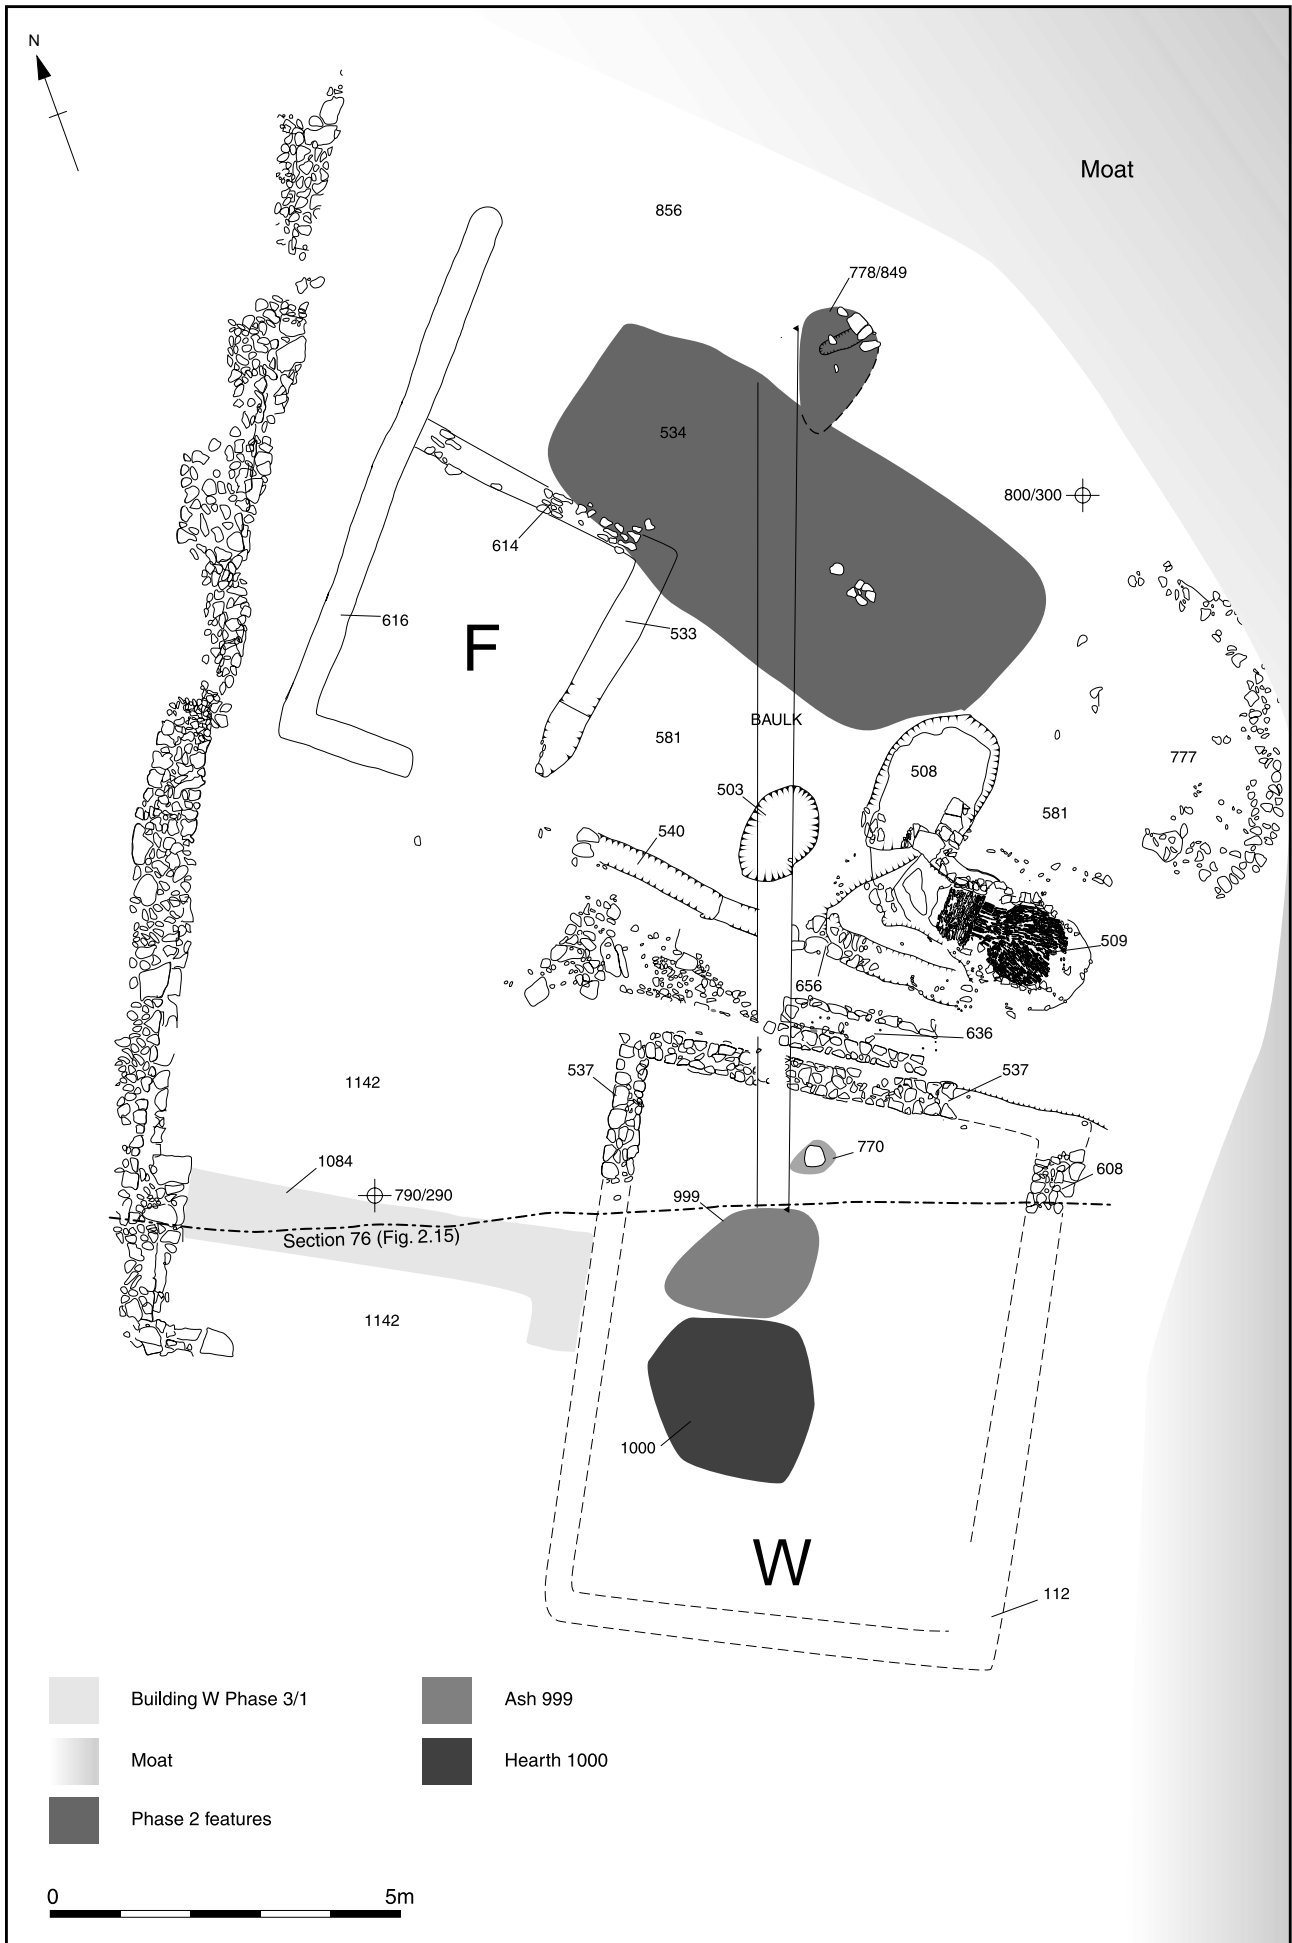 N
Moat
856
778/849
534
800/300
614
616
F
533
BAULK
581
777
508
503
581
540
509
656
636
537
537
1142
770
608
1084
790/290
999
Section 76 (Fig. 2.15)
1142
1000
W
112
Building W Phase 3/1
Ash 999
Moat
Hearth 1000
Phase 2 features
0 5m